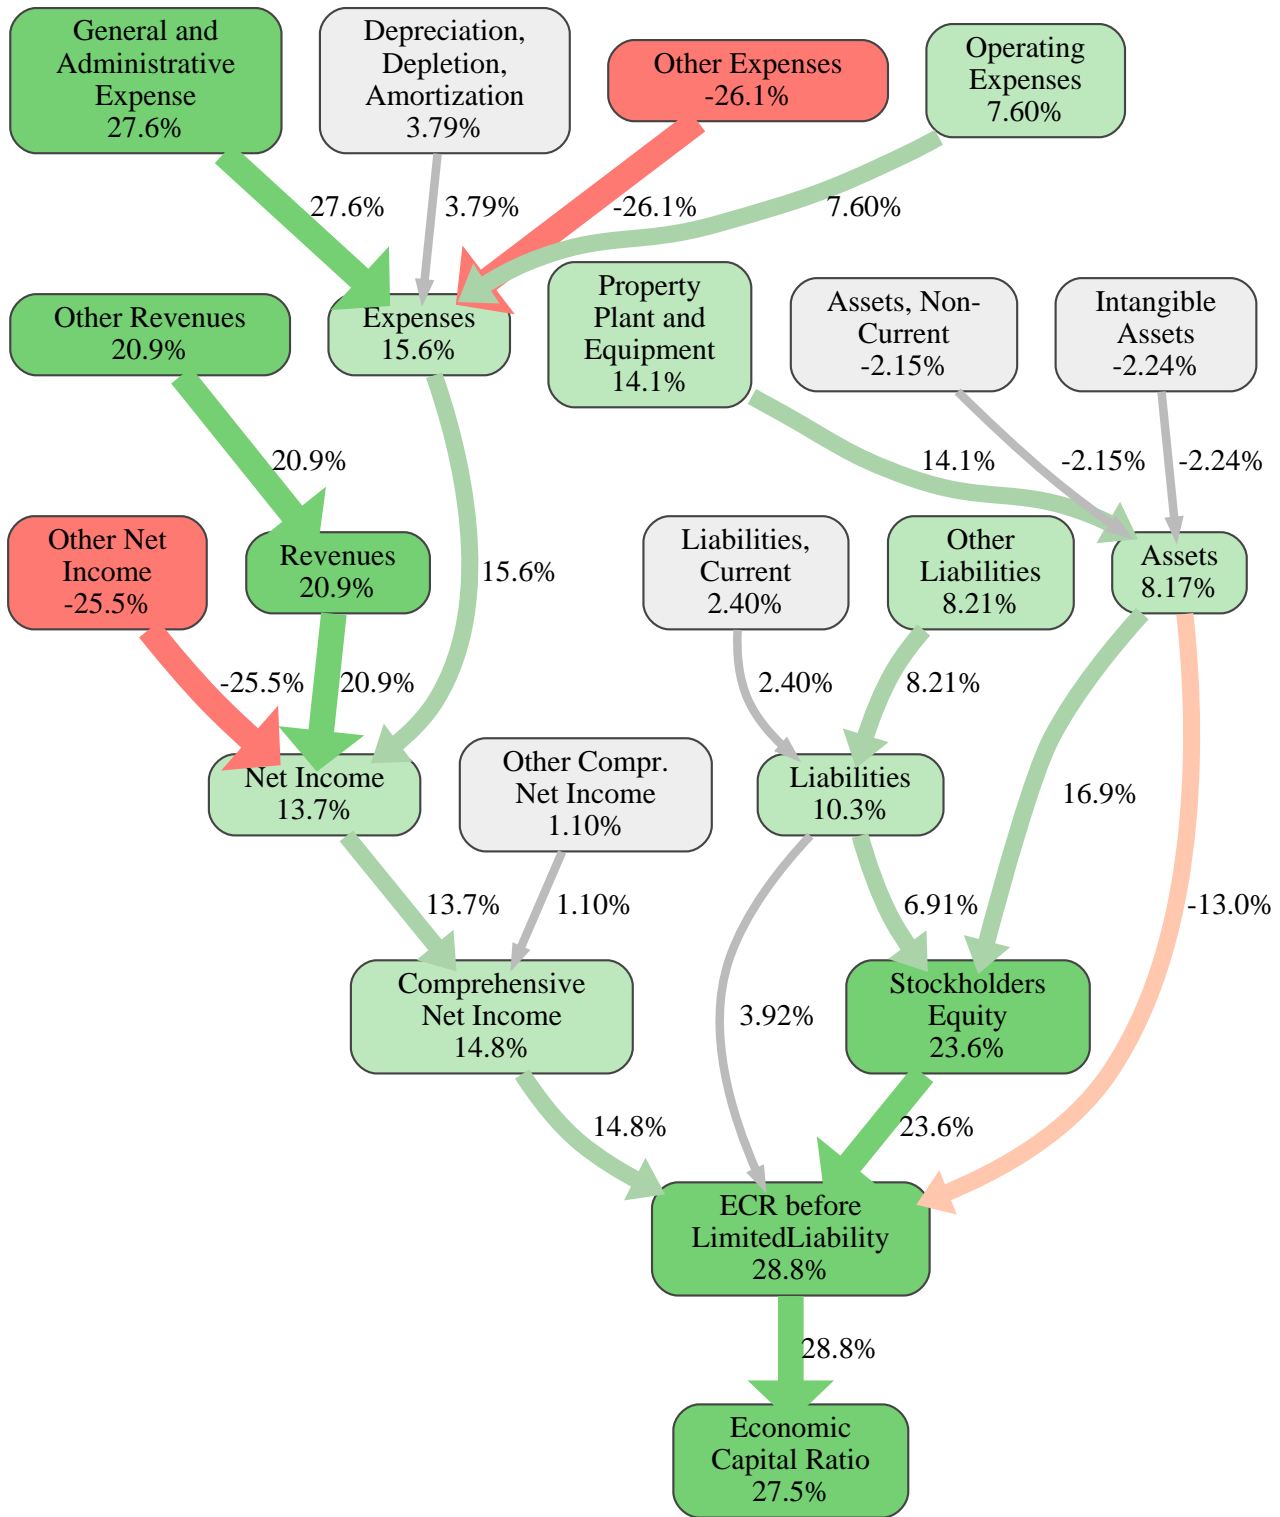 General and
Administrative
Expense
27.6%
Depreciation,
Depletion,
Amortization
3.79%
Other Expenses
-26.1%
Operating
Expenses
7.60%
27.6%
3.79%
-26.1%
7.60%
Other Revenues
20.9%
Expenses
15.6%
Property
Plant and
Equipment
14.1%
Assets, Non-
Current
-2.15%
Intangible
Assets
-2.24%
20.9%
14.1%
-2.15%
-2.24%
Other Net
Income
-25.5%
Revenues
20.9%
15.6%
Liabilities,
Current
2.40%
Other
Liabilities
8.21%
Assets
8.17%
-25.5%
20.9%
2.40%
8.21%
Net Income
13.7%
Other Compr.
Net Income
1.10%
Liabilities
10.3%
16.9%
13.7%
1.10%
6.91%
-13.0%
Comprehensive
Net Income
14.8%
3.92%
Stockholders
Equity
23.6%
14.8%
23.6%
ECR before
LimitedLiability
28.8%
28.8%
Economic
Capital Ratio
27.5%